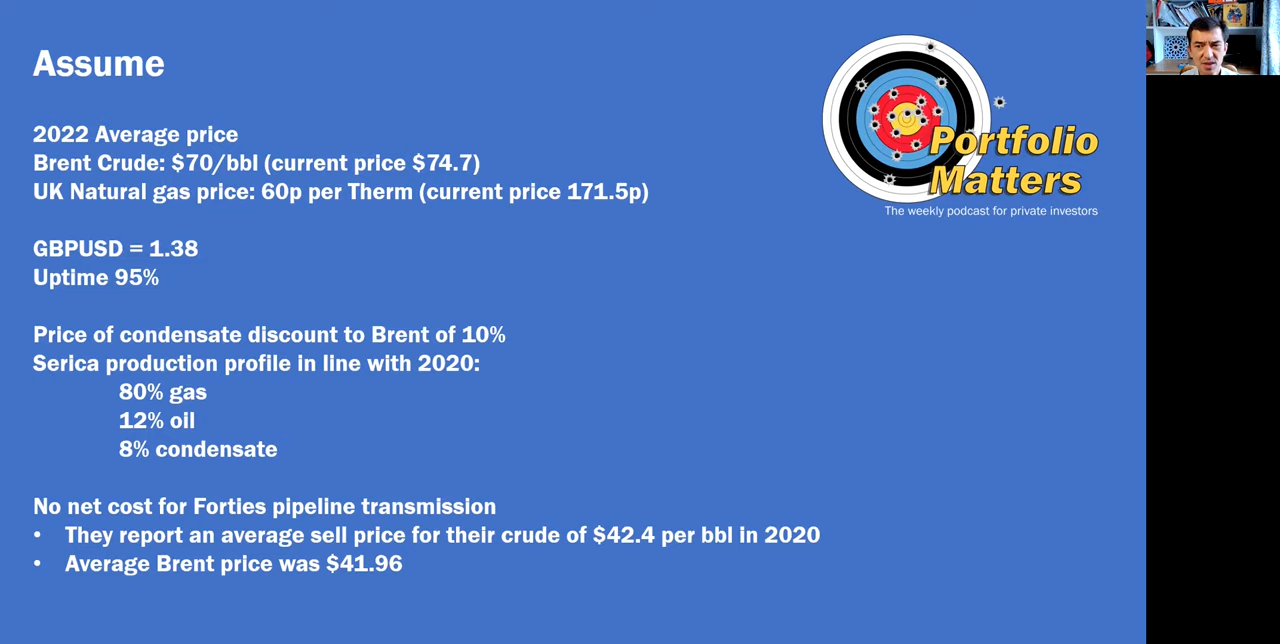 Assume
2022 Average price
Brent Crude: $70/bbl (current price $74.7)
UK Natural gas price: 60p per Therm (current price 171.5p)
GBPUSD = 1.38
Uptime 95%
Price of condensate discount to Brent of 10%
Serica production profile in line with 2020:
80% gas
12% oil
8% condensate
No net cost for Forties pipeline transmission
• They report an average sell price for their crude of $42.4 per bbl in 2020
• Average Brent price was $41.96
Portfolio
Matters
The weekly podcast for private investors